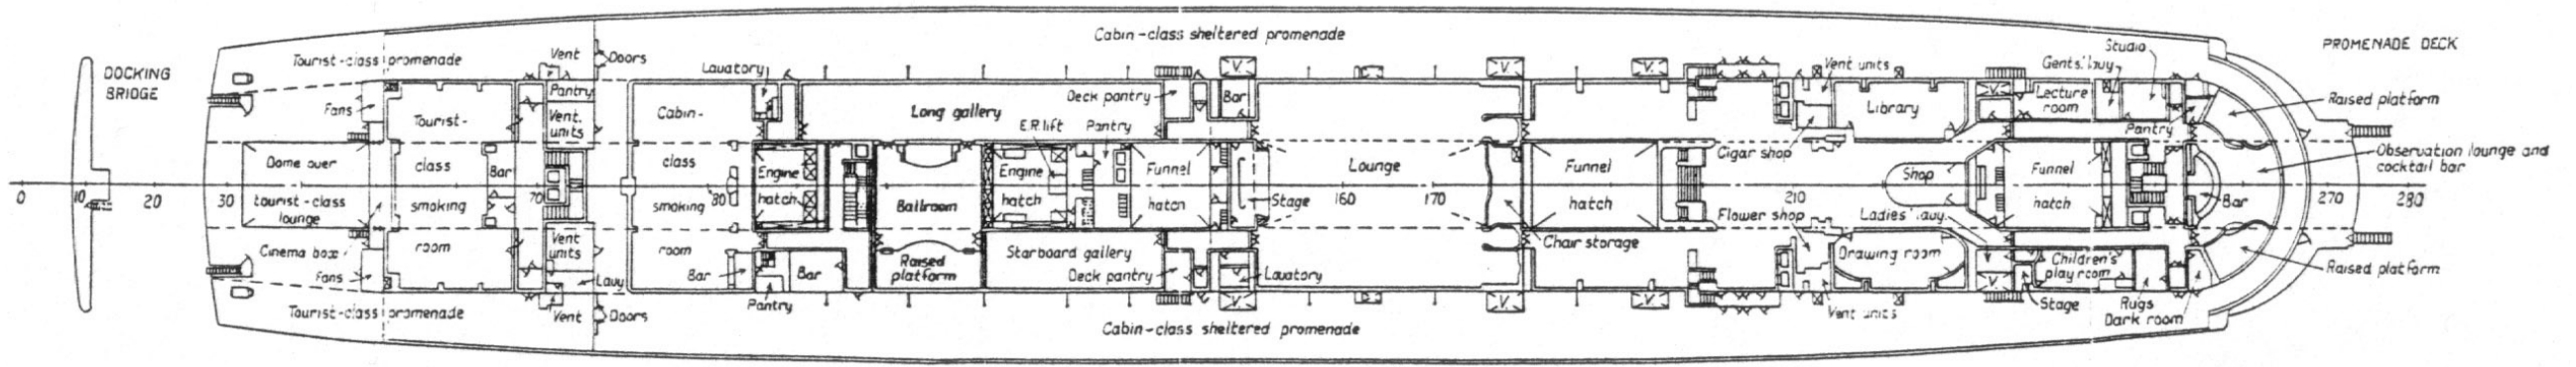 PROMENADE DECK
DOCKING
BRIDGE
Tourist-class promenade
Vent
Doors
Cabin-class sheltered promenade
Studio
Lavatory
Vent units
Gents.' lavy
Fans
Pantry
Vent.
units
Tourist-
Cabin-
Long gallery
Deck pantry
Bar
Library
Lecture
room
Raised platform
E.R. lift
Pantry
Cigar shop
Pantry
Dome over
tourist-class
lounge
class
smoking
room
Bar
class
smoking
room
Engine
hatch
Ballroom
Engine
hatch
Funnel
hatch
Stage
Lounge
Funnel
hatch
Shop
Funnel
hatch
Bar
Observation lounge and
cocktail bar
0
10
20
30
70
80
160
170
210
270
280
Cinema box
Fans
Vent
units
Lavy
Bar
Bar
Pantry
Raised
platform
Starboard gallery
Deck pantry
Lavatory
Chair storage
Flower shop
Ladies' lavy
Drawing room
Children's
play room
Raised platform
Stage
Rugs
Dark room
Vent units
Tourist-class promenade
Vent
Doors
Cabin-class sheltered promenade
V.
V.
V.
V.
V.
V.
V.
V.